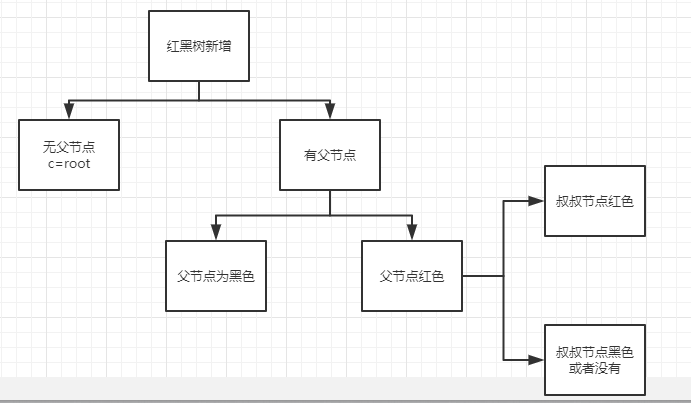 红黑树新增
无父节点
c=root
有父节点
叔叔节点红色
父节点为黑色
父节点红色
叔叔节点黑色
或者没有